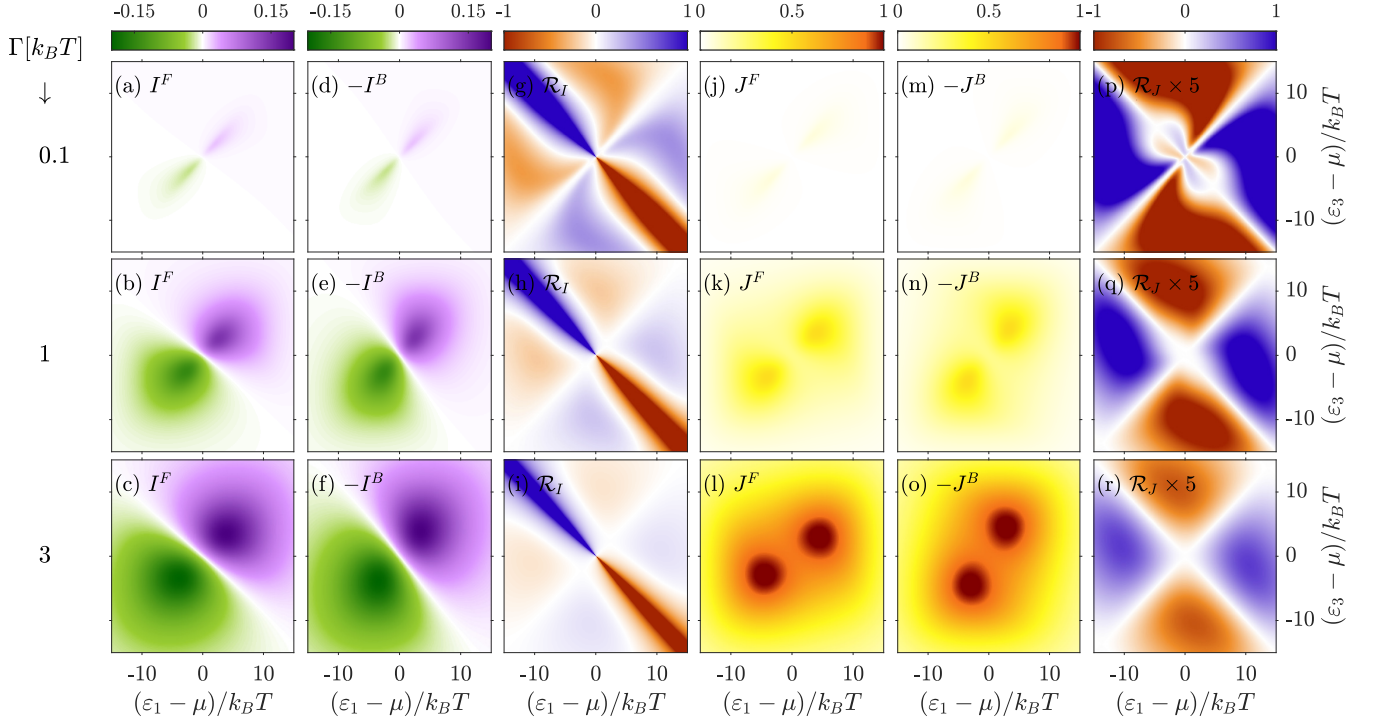 -0.15 0 0.15 -0.15 0 0.15 -1 0 1 0 0.5 1 0 0.5 1 -1 0 1
Γ[k_BT]
↓
(a) I^F (d) −I^B (g) R_I (j) J^F (m) −J^B (p) R_J × 5
0.1
10
0
-10
(ε_3 − μ)/k_BT
(b) I^F (e) −I^B (h) R_I (k) J^F (n) −J^B (q) R_J × 5
1
10
0
-10
(ε_3 − μ)/k_BT
(c) I^F (f) −I^B (i) R_I (l) J^F (o) −J^B (r) R_J × 5
3
10
0
-10
(ε_3 − μ)/k_BT
-10 0 10 -10 0 10 -10 0 10 -10 0 10 -10 0 10 -10 0 10
(ε_1 − μ)/k_BT (ε_1 − μ)/k_BT (ε_1 − μ)/k_BT (ε_1 − μ)/k_BT (ε_1 − μ)/k_BT (ε_1 − μ)/k_BT